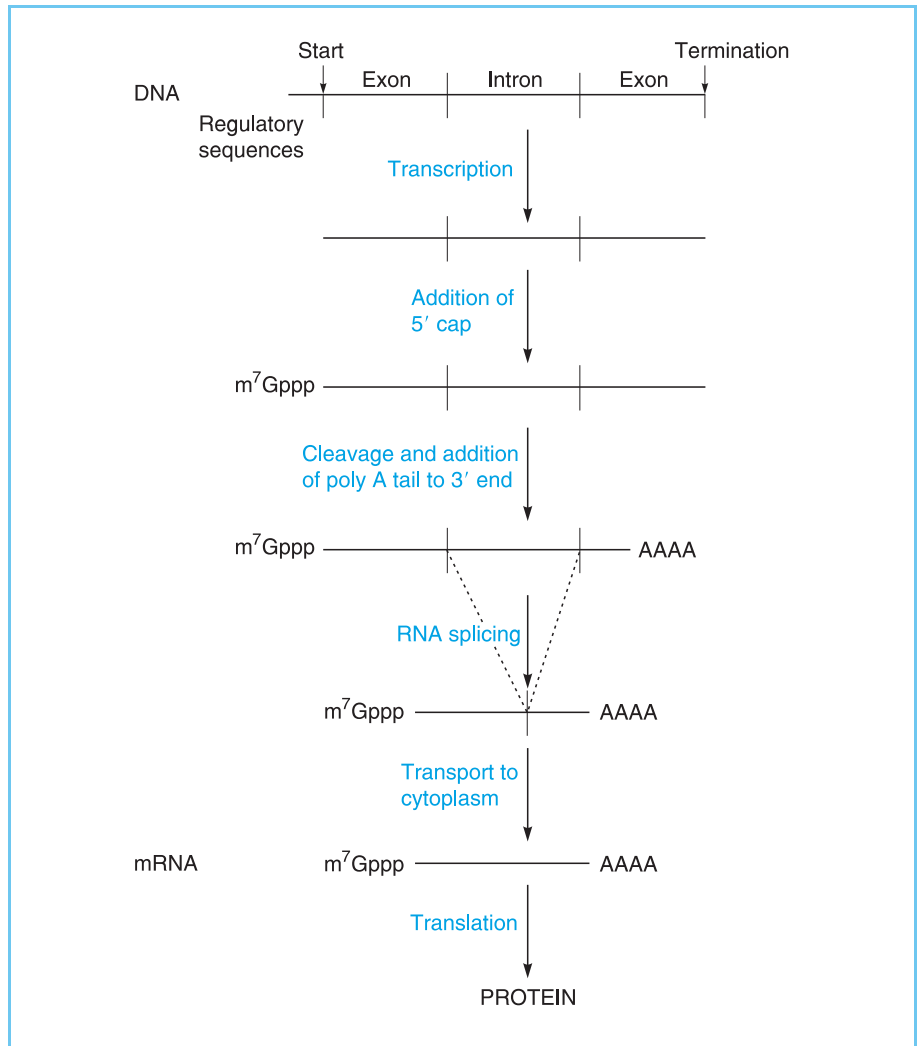 Start
Termination
Exon
Intron
Exon
DNA
Regulatory
sequences
Transcription
Addition of
5′ cap
m⁷Gppp
Cleavage and addition
of poly A tail to 3′ end
m⁷Gppp
AAAA
RNA splicing
m⁷Gppp
AAAA
Transport to
cytoplasm
mRNA
m⁷Gppp
AAAA
Translation
PROTEIN